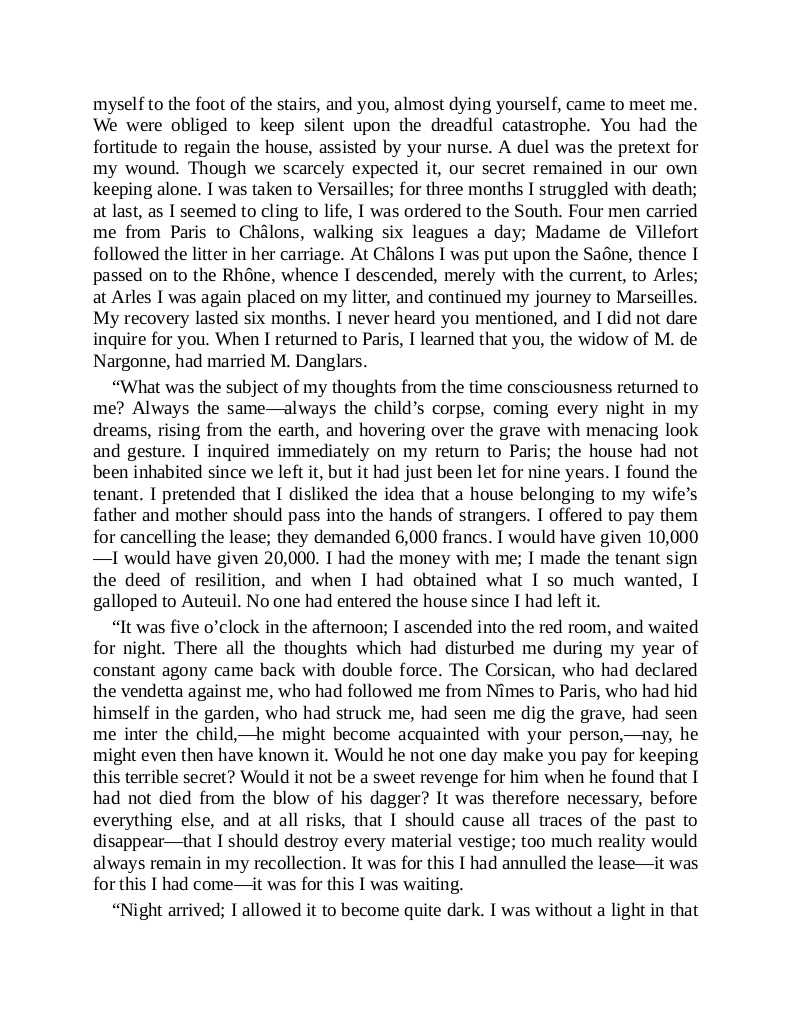 myself to the foot of the stairs, and you, almost dying yourself, came to meet me.
We were obliged to keep silent upon the dreadful catastrophe. You had the
fortitude to regain the house, assisted by your nurse. A duel was the pretext for
my wound. Though we scarcely expected it, our secret remained in our own
keeping alone. I was taken to Versailles; for three months I struggled with death;
at last, as I seemed to cling to life, I was ordered to the South. Four men carried
me from Paris to Châlons, walking six leagues a day; Madame de Villefort
followed the litter in her carriage. At Châlons I was put upon the Saône, thence I
passed on to the Rhône, whence I descended, merely with the current, to Arles;
at Arles I was again placed on my litter, and continued my journey to Marseilles.
My recovery lasted six months. I never heard you mentioned, and I did not dare
inquire for you. When I returned to Paris, I learned that you, the widow of M. de
Nargonne, had married M. Danglars.
“What was the subject of my thoughts from the time consciousness returned to
me? Always the same—always the child’s corpse, coming every night in my
dreams, rising from the earth, and hovering over the grave with menacing look
and gesture. I inquired immediately on my return to Paris; the house had not
been inhabited since we left it, but it had just been let for nine years. I found the
tenant. I pretended that I disliked the idea that a house belonging to my wife’s
father and mother should pass into the hands of strangers. I offered to pay them
for cancelling the lease; they demanded 6,000 francs. I would have given 10,000
—I would have given 20,000. I had the money with me; I made the tenant sign
the deed of resilition, and when I had obtained what I so much wanted, I
galloped to Auteuil. No one had entered the house since I had left it.
“It was five o’clock in the afternoon; I ascended into the red room, and waited
for night. There all the thoughts which had disturbed me during my year of
constant agony came back with double force. The Corsican, who had declared
the vendetta against me, who had followed me from Nîmes to Paris, who had hid
himself in the garden, who had struck me, had seen me dig the grave, had seen
me inter the child,—he might become acquainted with your person,—nay, he
might even then have known it. Would he not one day make you pay for keeping
this terrible secret? Would it not be a sweet revenge for him when he found that I
had not died from the blow of his dagger? It was therefore necessary, before
everything else, and at all risks, that I should cause all traces of the past to
disappear—that I should destroy every material vestige; too much reality would
always remain in my recollection. It was for this I had annulled the lease—it was
for this I had come—it was for this I was waiting.
“Night arrived; I allowed it to become quite dark. I was without a light in that